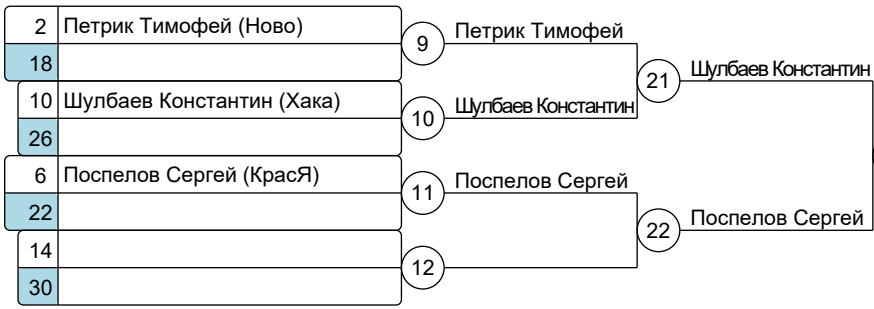 2 Петрик Тимофей (Ново)
9 Петрик Тимофей
18
21 Шулбаев Константин
10 Шулбаев Константин (Хака)
10 Шулбаев Константин
26
6 Поспелов Сергей (КрасЯ)
11 Поспелов Сергей
22
22 Поспелов Сергей
14
12
30